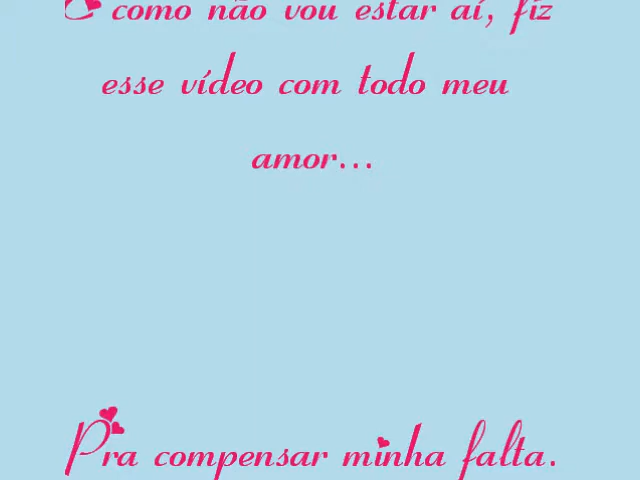 E como não vou estar aí, fiz
esse vídeo com todo meu
amor...
Pra compensar minha falta.